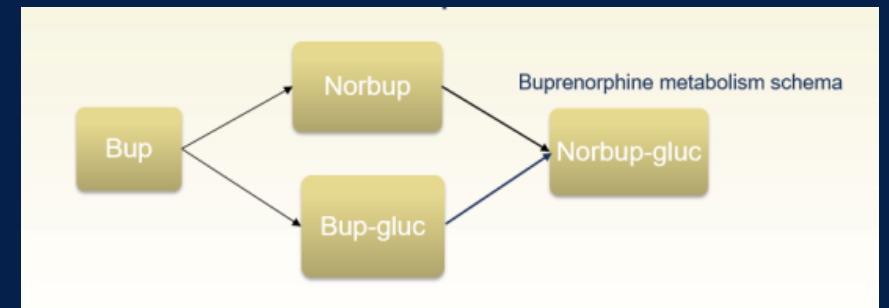 Norbup
Buprenorphine metabolism schema
Bup
Norbup-gluc
Bup-gluc